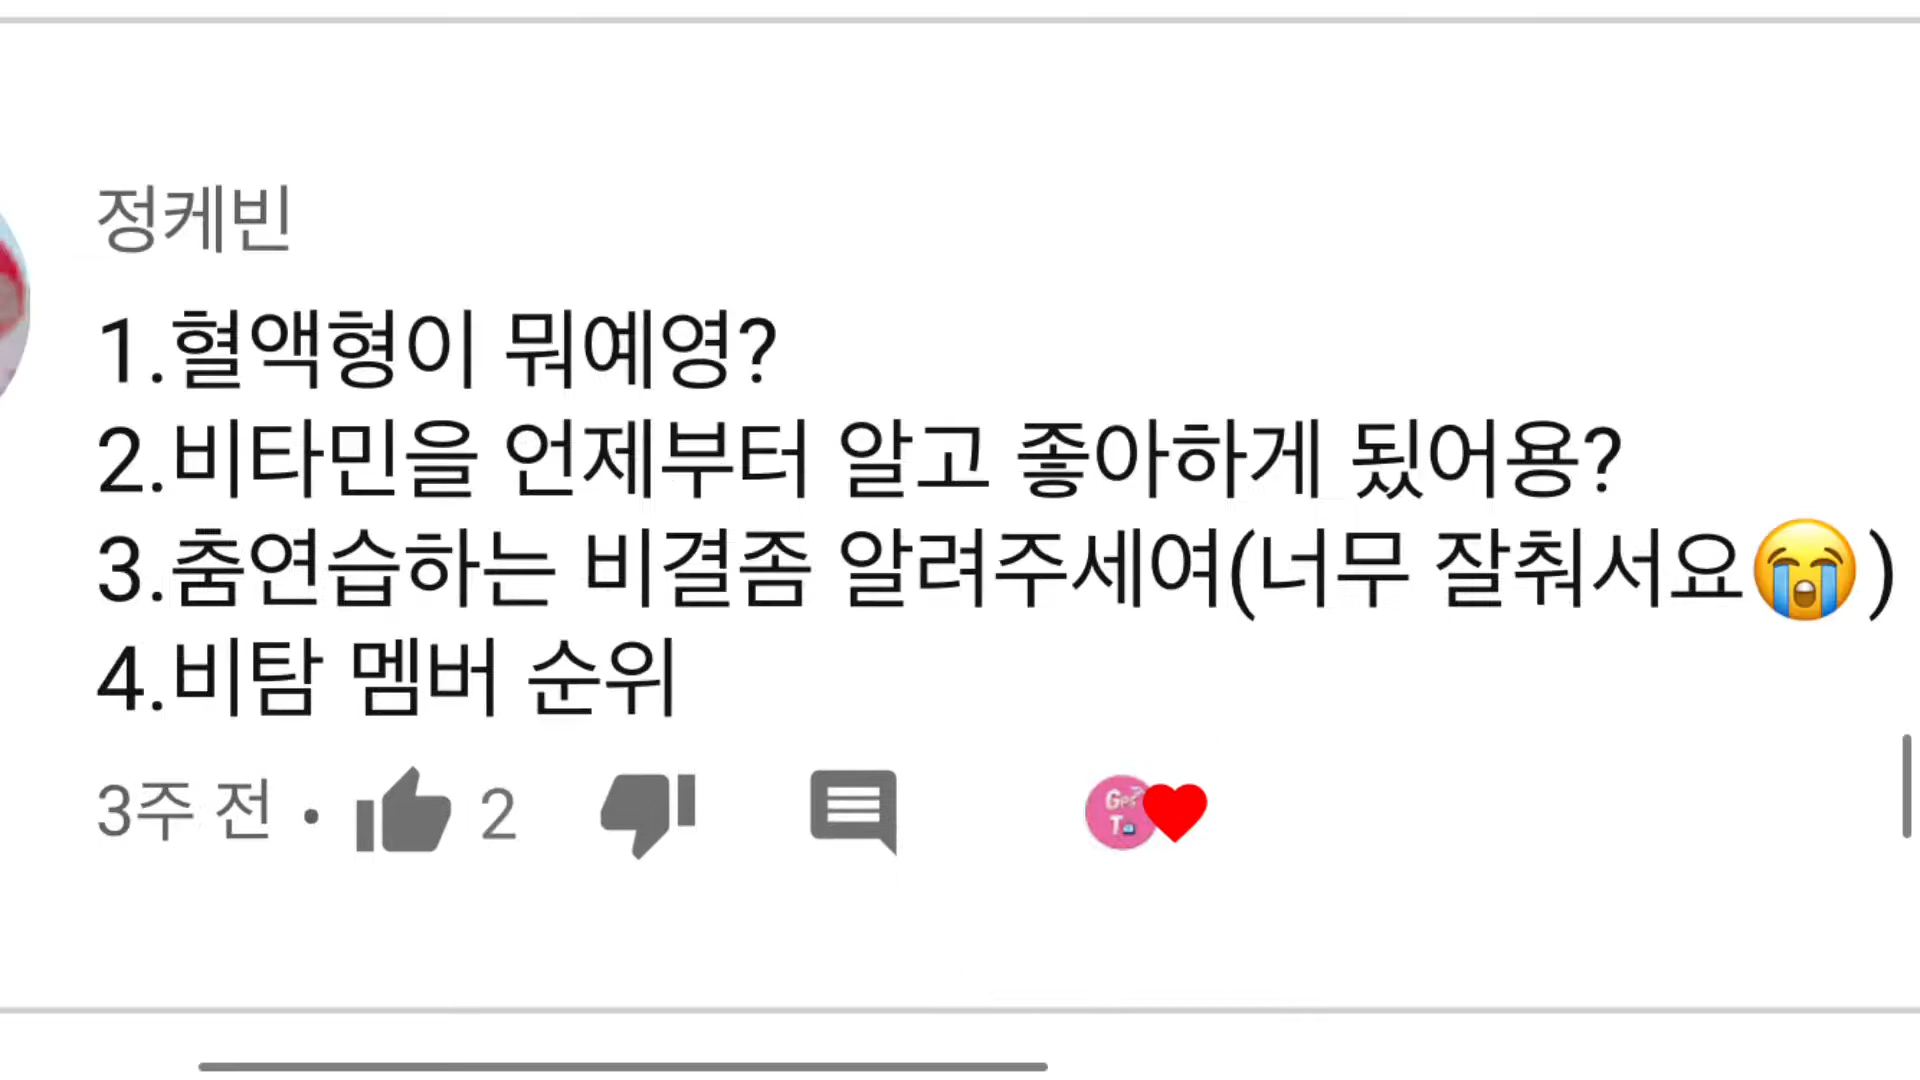 정케빈
1.혈액형이 뭐예영?
2.비타민을 언제부터 알고 좋아하게 됬어용?
3.춤연습하는 비결좀 알려주세여(너무 잘춰서요😭)
4.비탐 멤버 순위
3주 전 • 2